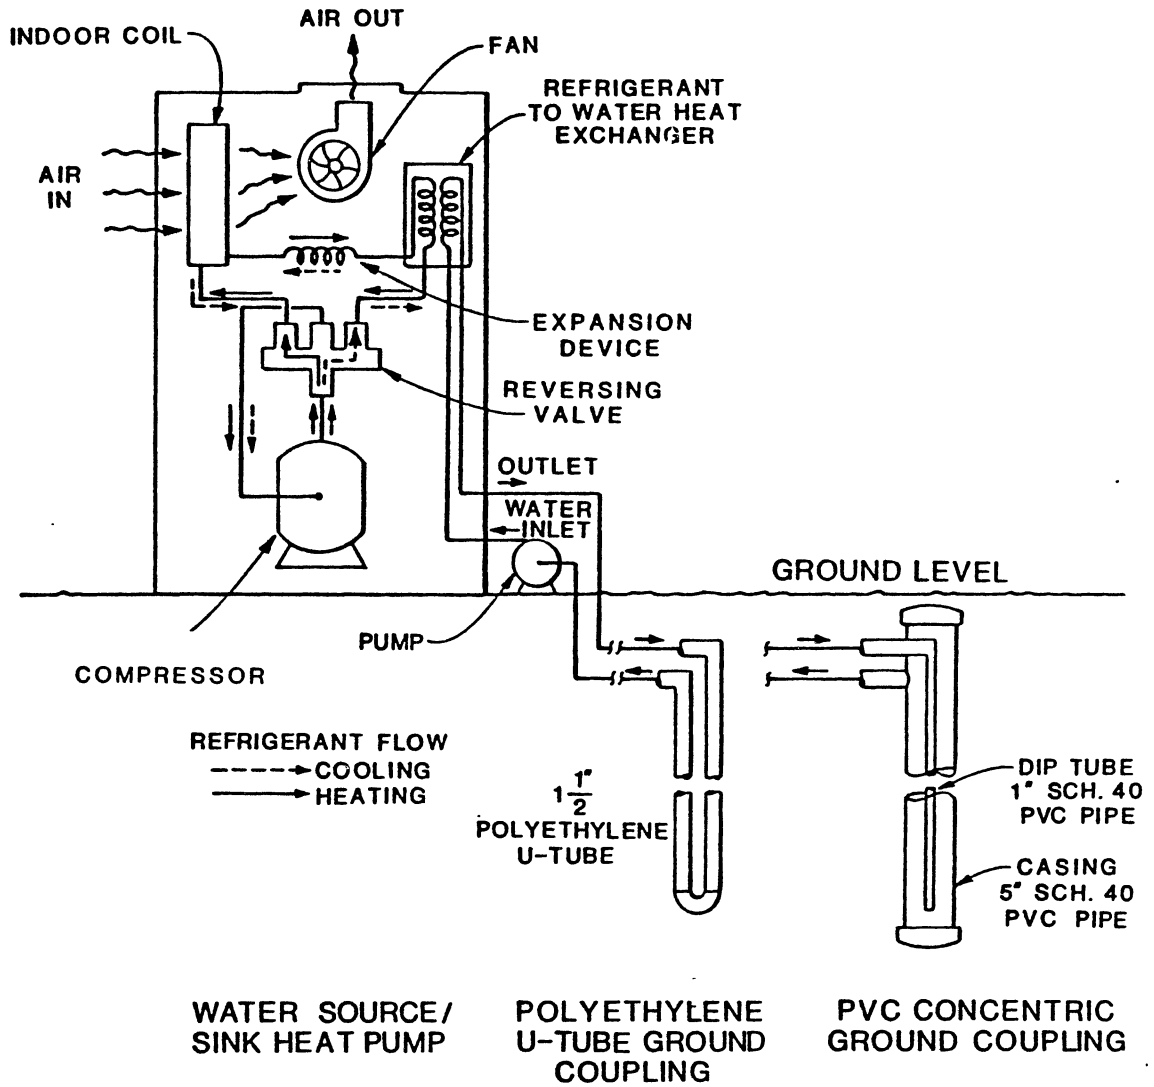 AIR OUT
INDOOR COIL
FAN
REFRIGERANT
TO WATER HEAT
EXCHANGER
AIR
IN
EXPANSION
DEVICE
REVERSING
VALVE
OUTLET
WATER
INLET
GROUND LEVEL
PUMP
COMPRESSOR
REFRIGERANT FLOW
COOLING
HEATING
1 1"/2
POLYETHYLENE
U-TUBE
DIP TUBE
1" SCH. 40
PVC PIPE
CASING
5" SCH. 40
PVC PIPE
WATER SOURCE/
SINK HEAT PUMP
POLYETHYLENE
U-TUBE GROUND
COUPLING
PVC CONCENTRIC
GROUND COUPLING